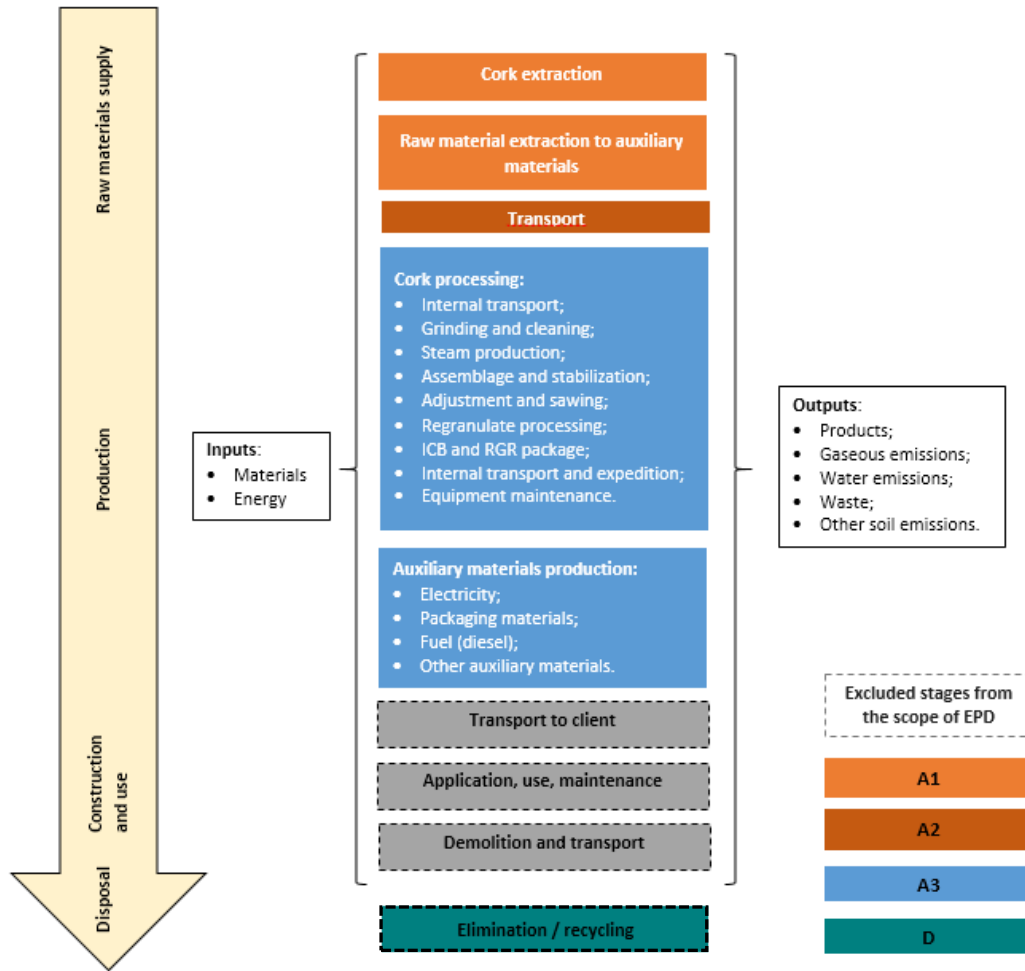 Raw materials supply
Production
Construction
and use
Disposal
Inputs:
• Materials
• Energy
Cork extraction
Raw material extraction to auxiliary
materials
Transport
Cork processing:
• Internal transport;
• Grinding and cleaning;
• Steam production;
• Assemblage and stabilization;
• Adjustment and sawing;
• Regranulate processing;
• ICB and RGR package;
• Internal transport and expedition;
• Equipment maintenance.
Auxiliary materials production:
• Electricity;
• Packaging materials;
• Fuel (diesel);
• Other auxiliary materials.
Transport to client
Application, use, maintenance
Demolition and transport
Elimination / recycling
Outputs:
• Products;
• Gaseous emissions;
• Water emissions;
• Waste;
• Other soil emissions.
Excluded stages from
the scope of EPD
A1
A2
A3
D